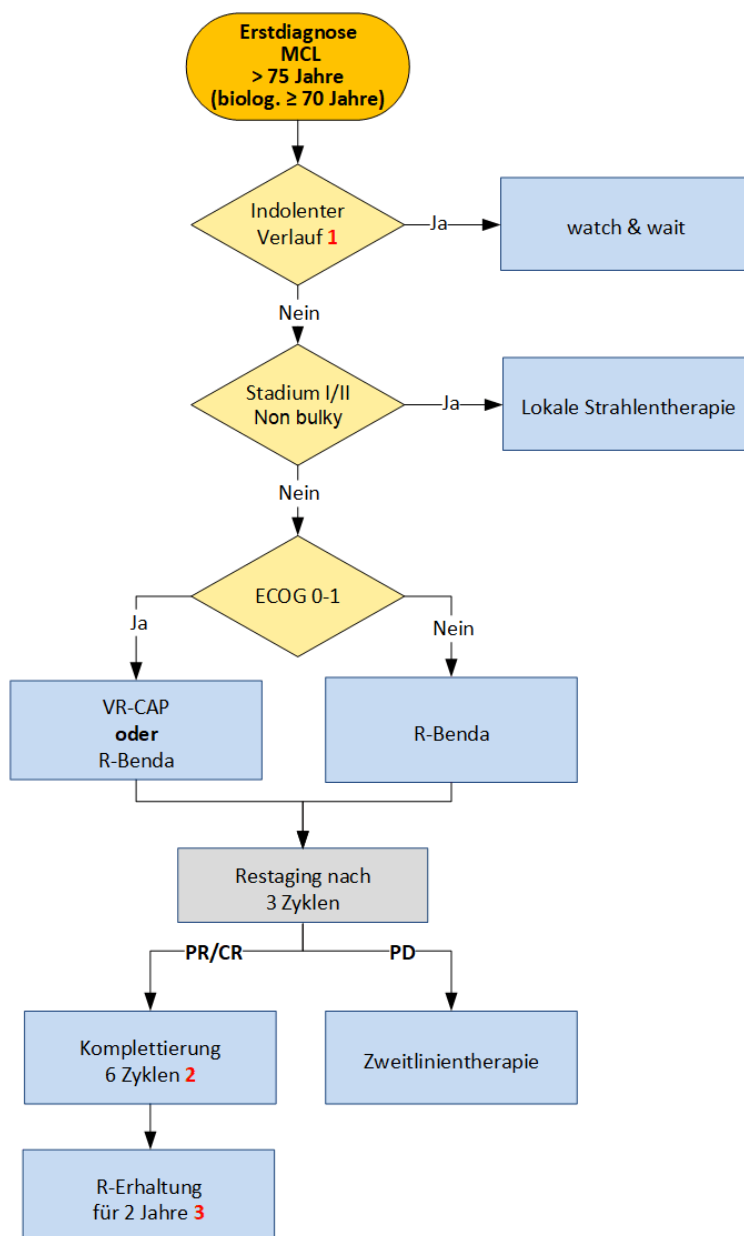 Erstdiagnose
MCL
> 75 Jahre
(biolog. ≥ 70 Jahre)
Indolenter
Verlauf 1
Ja
watch & wait
Nein
Stadium I/II
Non bulky
Ja
Lokale Strahlentherapie
Nein
ECOG 0-1
Ja
Nein
VR-CAP
oder
R-Benda
R-Benda
Restaging nach
3 Zyklen
PR/CR
PD
Komplettierung
6 Zyklen 2
Zweitlinientherapie
R-Erhaltung
für 2 Jahre 3